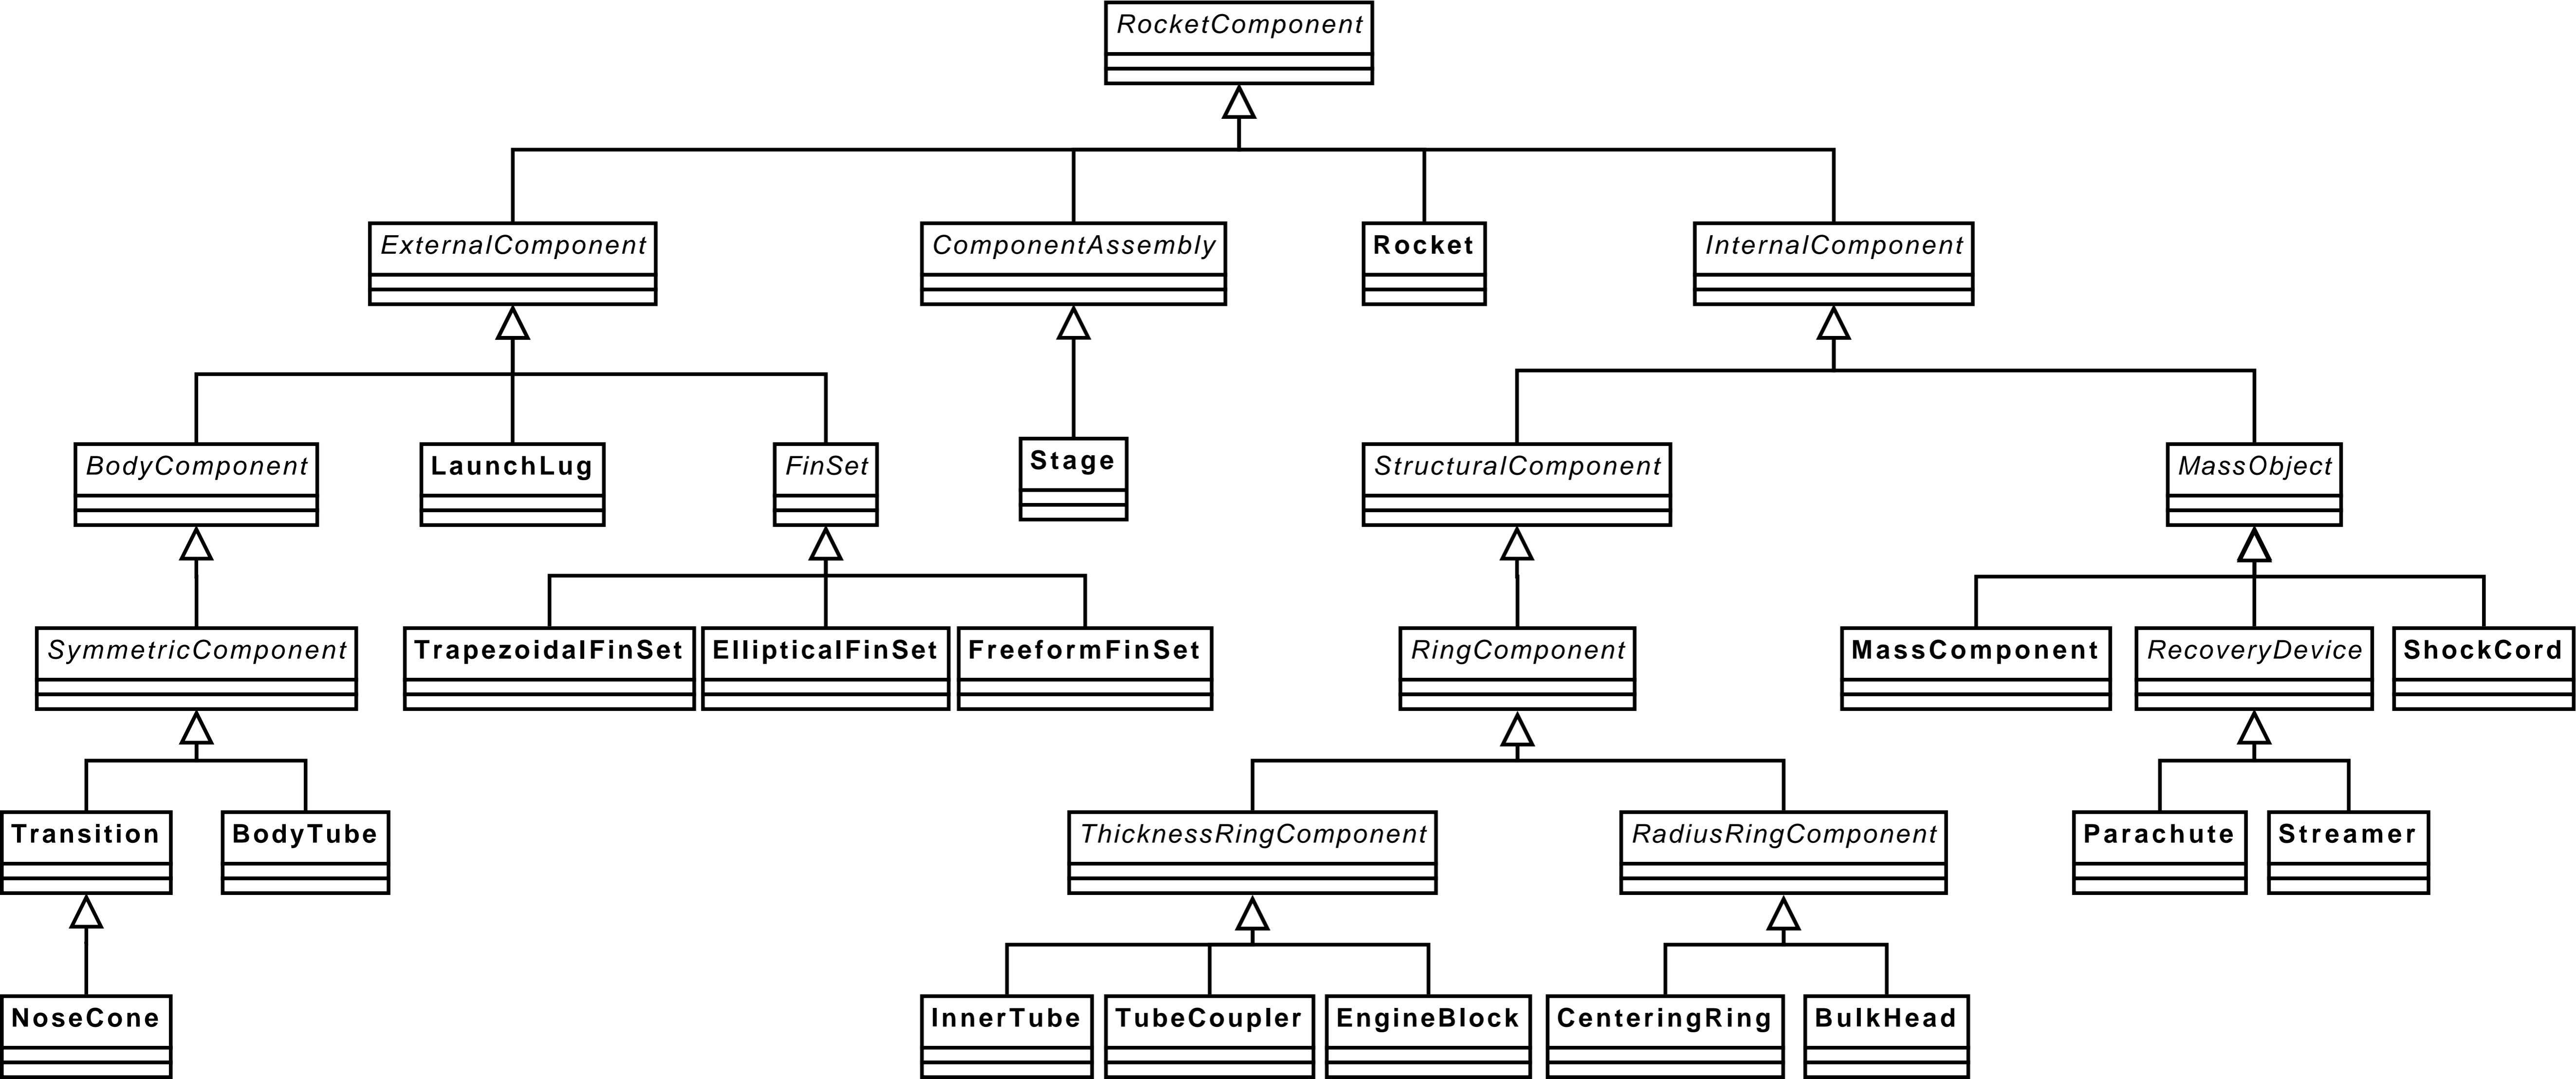 RocketComponent
ExternalComponent
ComponentAssembly
Rocket
InternalComponent
BodyComponent
LaunchLug
FinSet
Stage
StructuralComponent
MassObject
SymmetricComponent
TrapezoidalFinSet
EllipticalFinSet
FreeformFinSet
RingComponent
MassComponent
RecoveryDevice
ShockCord
Transition
BodyTube
ThicknessRingComponent
RadiusRingComponent
Parachute
Streamer
NoseCone
InnerTube
TubeCoupler
EngineBlock
CenteringRing
BulkHead